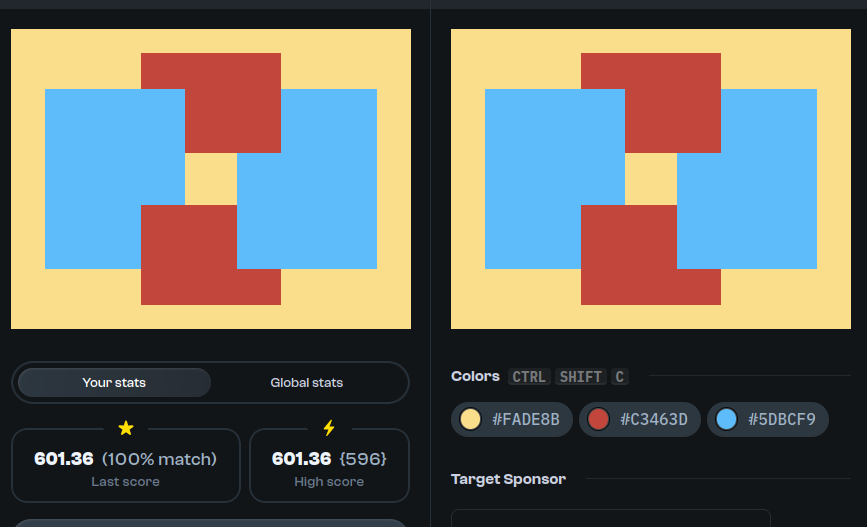 Your stats
Global stats
601.36 (100% match)
Last score
601.36 {596}
High score
Colors CTRL SHIFT C
#FADE8B
#C3463D
#5DBCF9
Target Sponsor